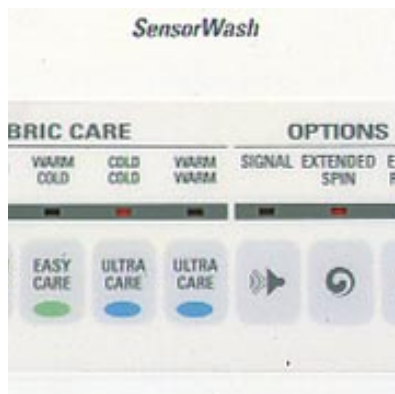 SensorWash
BRIC CARE
OPTIONS
WARM
COLD
COLD
COLD
WARM
WARM
SIGNAL
EXTENDED
SPIN
EASY
CARE
ULTRA
CARE
ULTRA
CARE